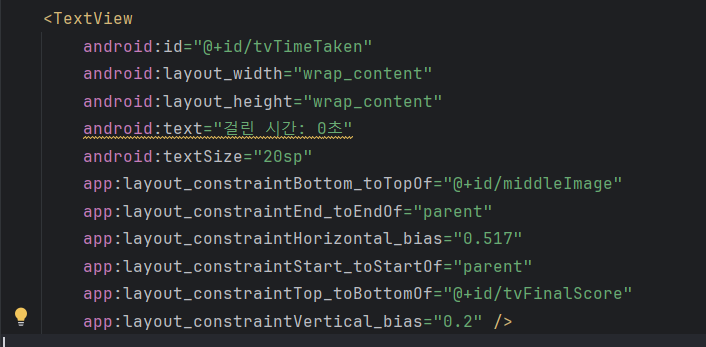 <TextView
android:id="@+id/tvTimeTaken"
android:layout_width="wrap_content"
android:layout_height="wrap_content"
android:text="걸린 시간: 0초"
android:textSize="20sp"
app:layout_constraintBottom_toTopOf="@+id/middleImage"
app:layout_constraintEnd_toEndOf="parent"
app:layout_constraintHorizontal_bias="0.517"
app:layout_constraintStart_toStartOf="parent"
app:layout_constraintTop_toBottomOf="@+id/tvFinalScore"
app:layout_constraintVertical_bias="0.2" />